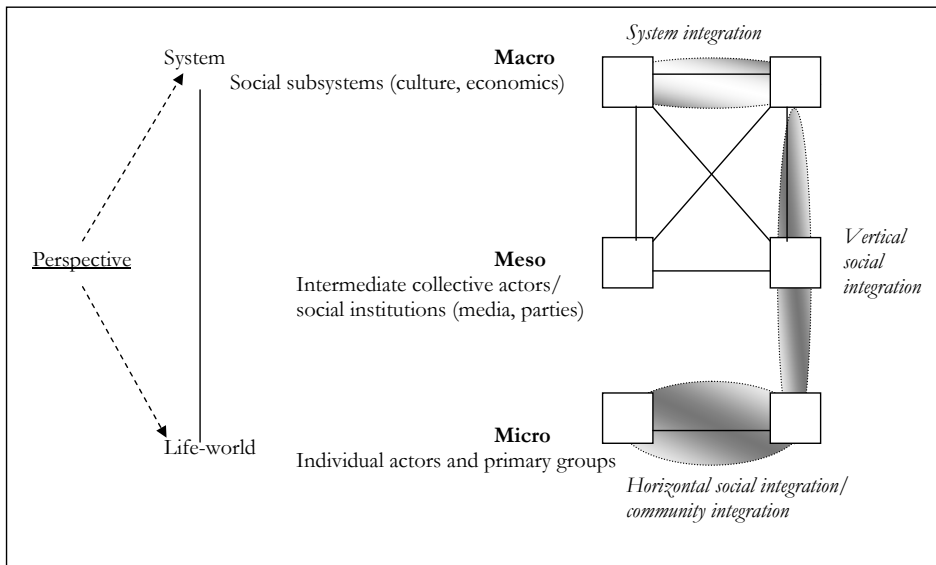 System integration
System
Macro
Social subsystems (culture, economics)
Perspective
Meso
Intermediate collective actors/
social institutions (media, parties)
Vertical
social
integration
Life-world
Micro
Individual actors and primary groups
Horizontal social integration/
community integration